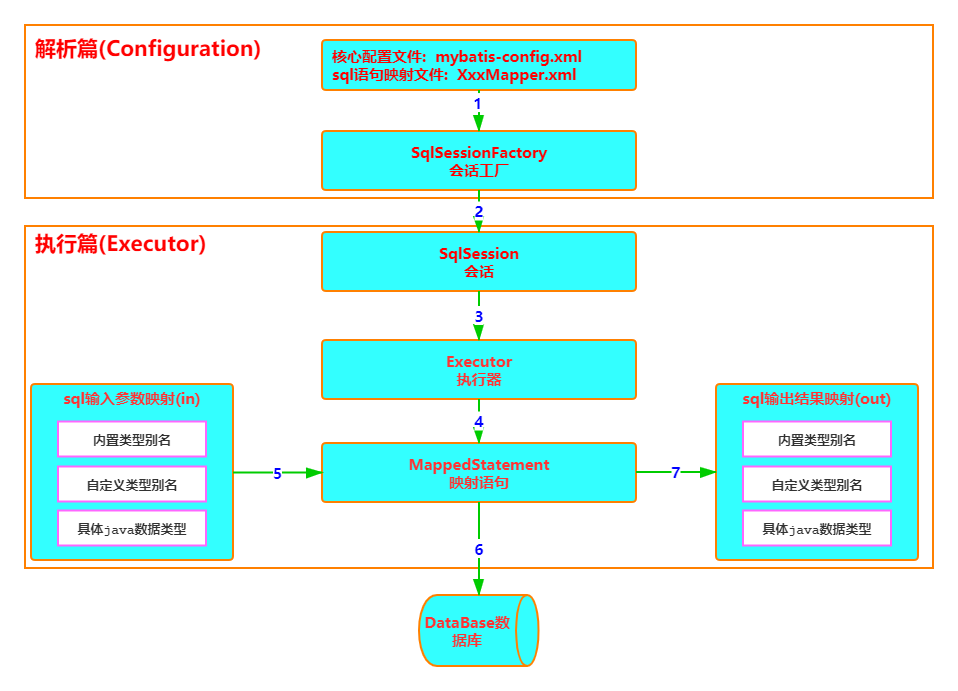 解析篇(Configuration)
核心配置文件: mybatis-config.xml
sql语句映射文件: XxxMapper.xml
1
SqlSessionFactory
会话工厂
2
执行篇(Executor)
SqlSession
会话
3
Executor
执行器
4
sql输入参数映射(in)
内置类型别名
自定义类型别名
具体java数据类型
5
MappedStatement
映射语句
7
sql输出结果映射(out)
内置类型别名
自定义类型别名
具体java数据类型
6
DataBase数
据库